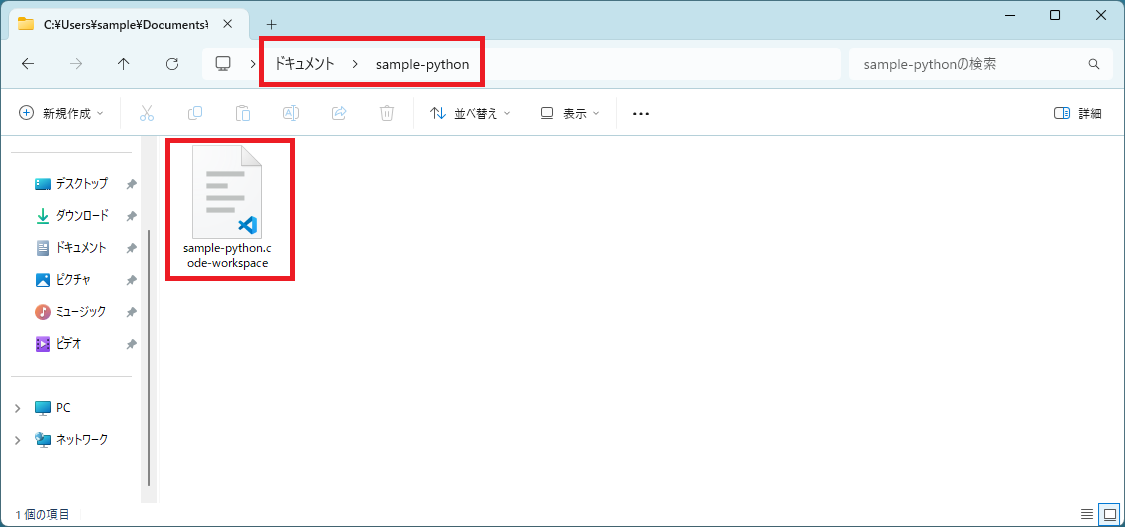 C:¥Users¥sample¥Documents¥
ドキュメント > sample-python
sample-pythonの検索
新規作成
並べ替え
表示
詳細
デスクトップ
ダウンロード
ドキュメント
ピクチャ
ミュージック
ビデオ
PC
ネットワーク
sample-python.c
ode-workspace
1 個の項目